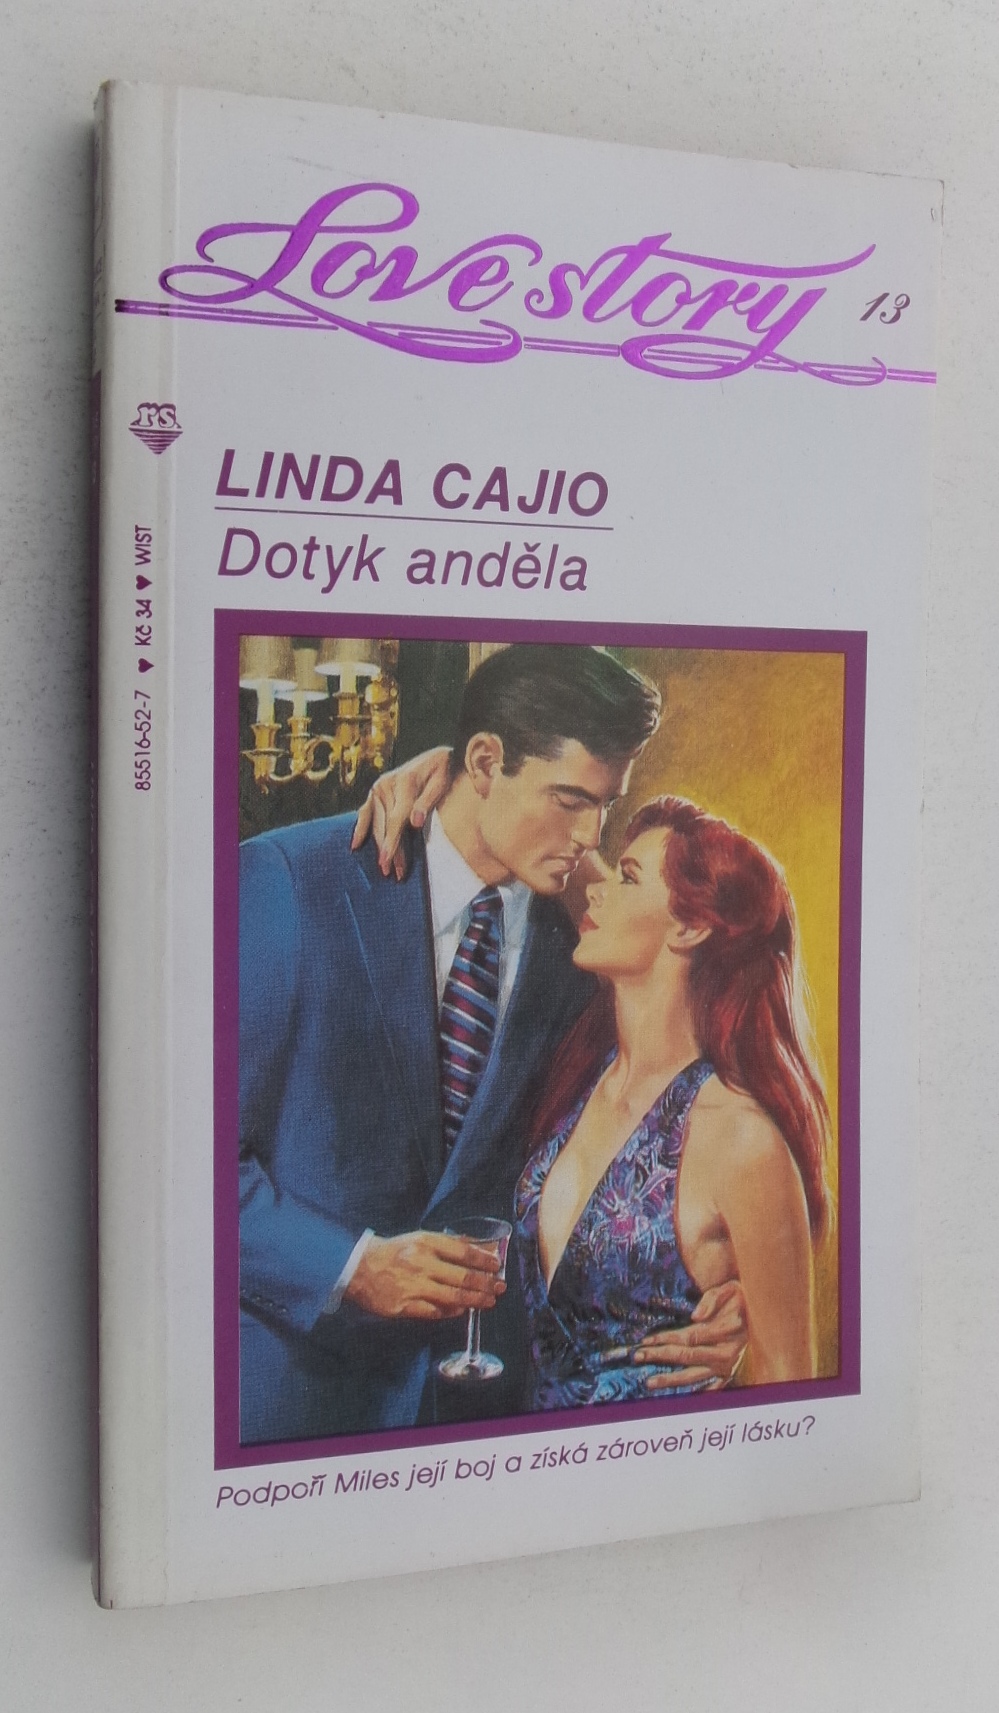 Love story 13
rs
LINDA CAJIO
Dotyk anděla
85516-52-7 ♥ Kč 34 ♥ WIST
Podpoří Miles její boj a získá zároveň její lásku?